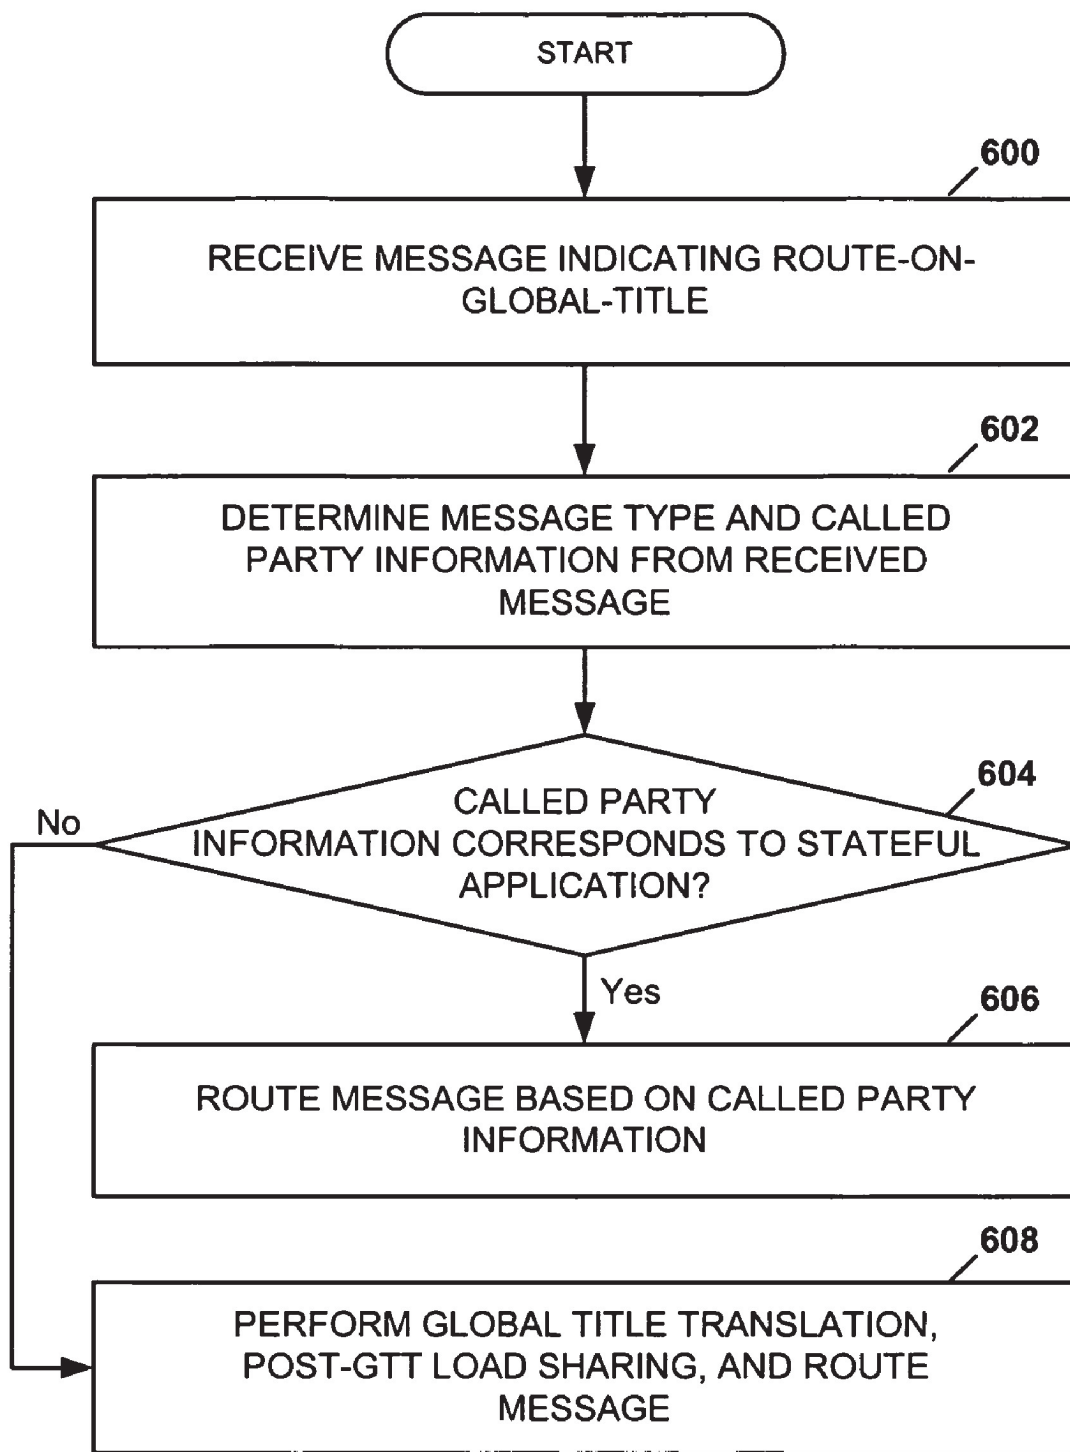 START
600
RECEIVE MESSAGE INDICATING ROUTE-ON-
GLOBAL-TITLE
602
DETERMINE MESSAGE TYPE AND CALLED
PARTY INFORMATION FROM RECEIVED
MESSAGE
604
CALLED PARTY
INFORMATION CORRESPONDS TO STATEFUL
APPLICATION?
No
Yes
606
ROUTE MESSAGE BASED ON CALLED PARTY
INFORMATION
608
PERFORM GLOBAL TITLE TRANSLATION,
POST-GTT LOAD SHARING, AND ROUTE
MESSAGE